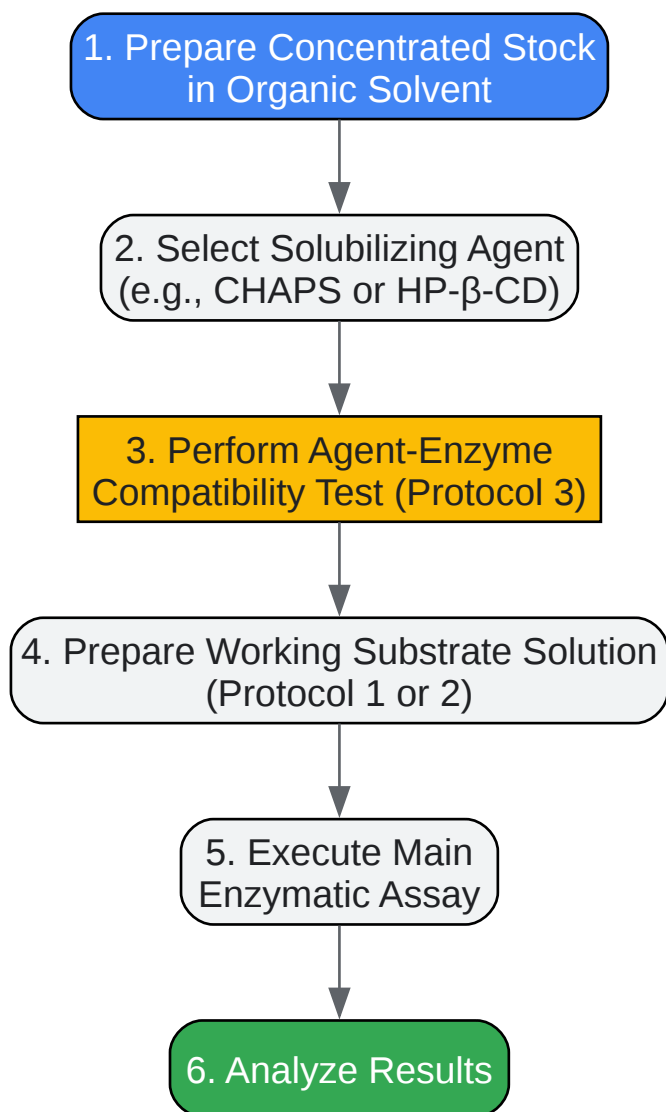 1. Prepare Concentrated Stock
in Organic Solvent
2. Select Solubilizing Agent
(e.g., CHAPS or HP-β-CD)
3. Perform Agent-Enzyme
Compatibility Test (Protocol 3)
4. Prepare Working Substrate Solution
(Protocol 1 or 2)
5. Execute Main
Enzymatic Assay
6. Analyze Results